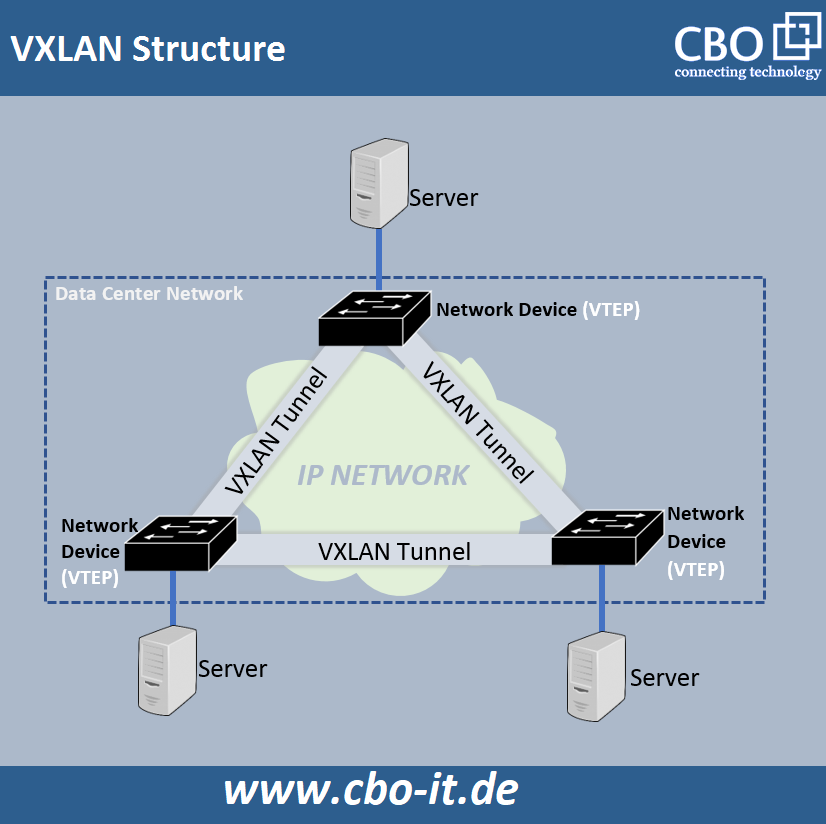 VXLAN Structure
CBO
connecting technology
Server
Data Center Network
Network Device (VTEP)
VXLAN Tunnel
VXLAN Tunnel
IP NETWORK
Network
Device
(VTEP)
VXLAN Tunnel
Network
Device
(VTEP)
Server
Server
www.cbo-it.de